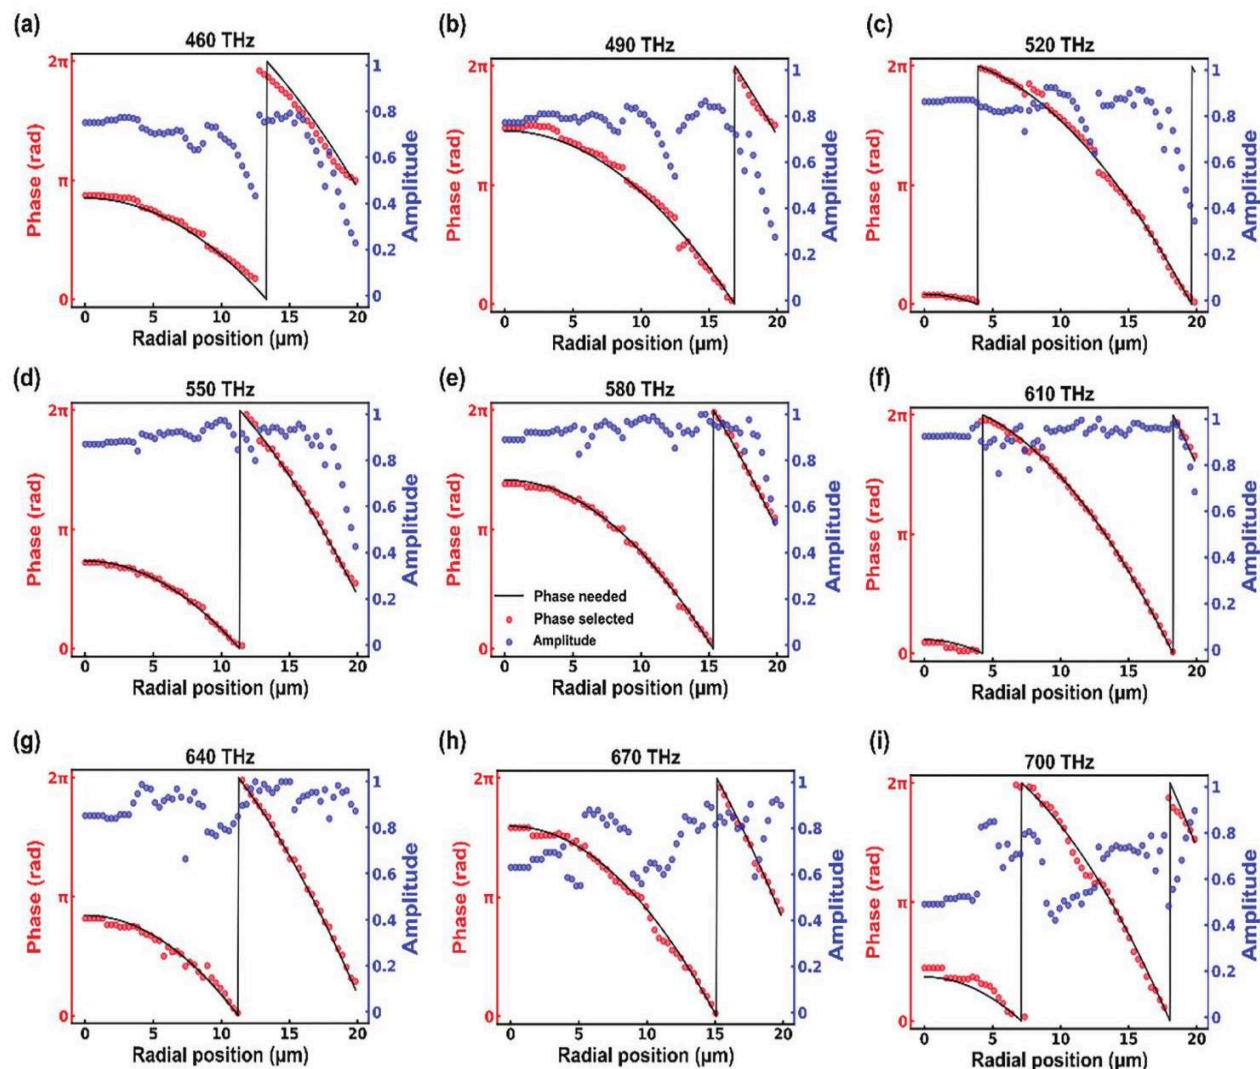 (a)
460 THz
2π
π
0
Phase (rad)
1
0.8
0.6
0.4
0.2
0
Amplitude
0 5 10 15 20
Radial position (µm)
(b)
490 THz
2π
π
0
Phase (rad)
1
0.8
0.6
0.4
0.2
0
Amplitude
0 5 10 15 20
Radial position (µm)
(c)
520 THz
2π
π
0
Phase (rad)
1
0.8
0.6
0.4
0.2
0
Amplitude
0 5 10 15 20
Radial position (µm)
(d)
550 THz
2π
π
0
Phase (rad)
1
0.8
0.6
0.4
0.2
0
Amplitude
0 5 10 15 20
Radial position (µm)
(e)
580 THz
2π
π
0
Phase (rad)
Phase needed
Phase selected
Amplitude
1
0.8
0.6
0.4
0.2
0
Amplitude
0 5 10 15 20
Radial position (µm)
(f)
610 THz
2π
π
0
Phase (rad)
1
0.8
0.6
0.4
0.2
0
Amplitude
0 5 10 15 20
Radial position (µm)
(g)
640 THz
2π
π
0
Phase (rad)
1
0.8
0.6
0.4
0.2
0
Amplitude
0 5 10 15 20
Radial position (µm)
(h)
670 THz
2π
π
0
Phase (rad)
1
0.8
0.6
0.4
0.2
0
Amplitude
0 5 10 15 20
Radial position (µm)
(i)
700 THz
2π
π
0
Phase (rad)
1
0.8
0.6
0.4
0.2
0
Amplitude
0 5 10 15 20
Radial position (µm)